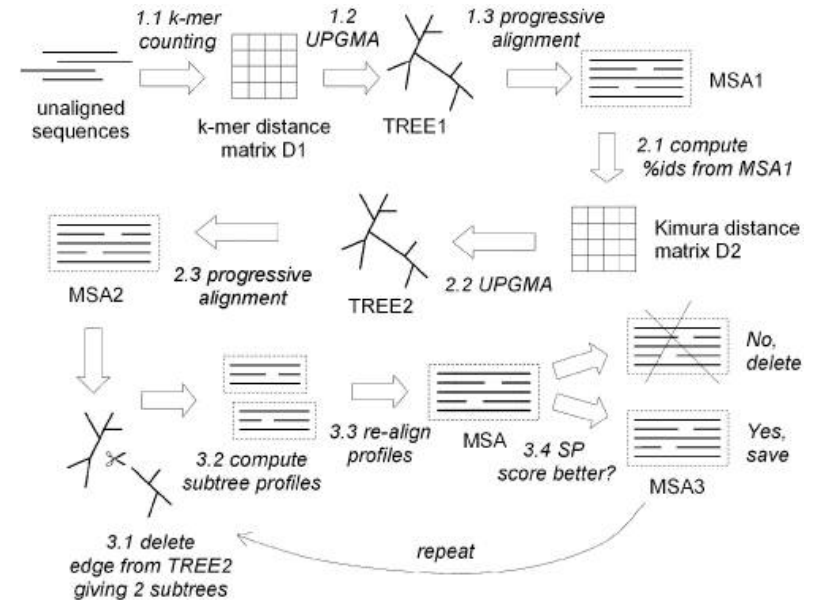 1.1 k-mer
counting
1.2
UPGMA
1.3 progressive
alignment
unaligned
sequences
k-mer distance
matrix D1
TREE1
MSA1
2.1 compute
%ids from MSA1
Kimura distance
matrix D2
2.2 UPGMA
TREE2
2.3 progressive
alignment
MSA2
3.1 delete
edge from TREE2
giving 2 subtrees
3.2 compute
subtree profiles
3.3 re-align
profiles
MSA
3.4 SP
score better?
No,
delete
Yes,
save
MSA3
repeat